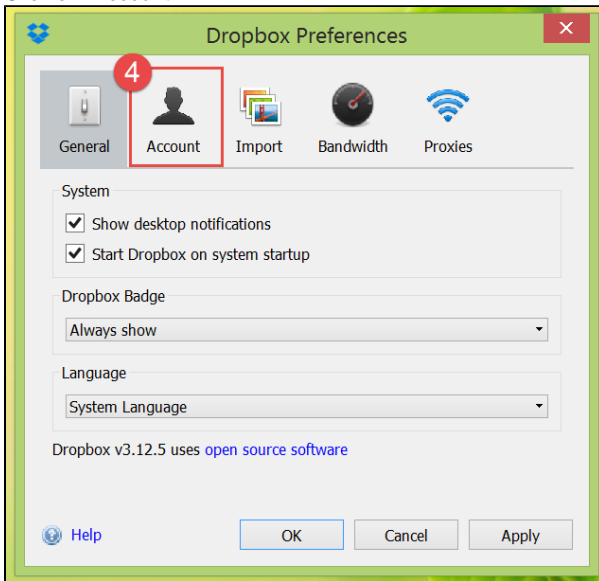 Dropbox Preferences
4
General Account Import Bandwidth Proxies
System
Show desktop notifications
Start Dropbox on system startup
Dropbox Badge
Always show
Language
System Language
Dropbox v3.12.5 uses open source software
Help OK Cancel Apply